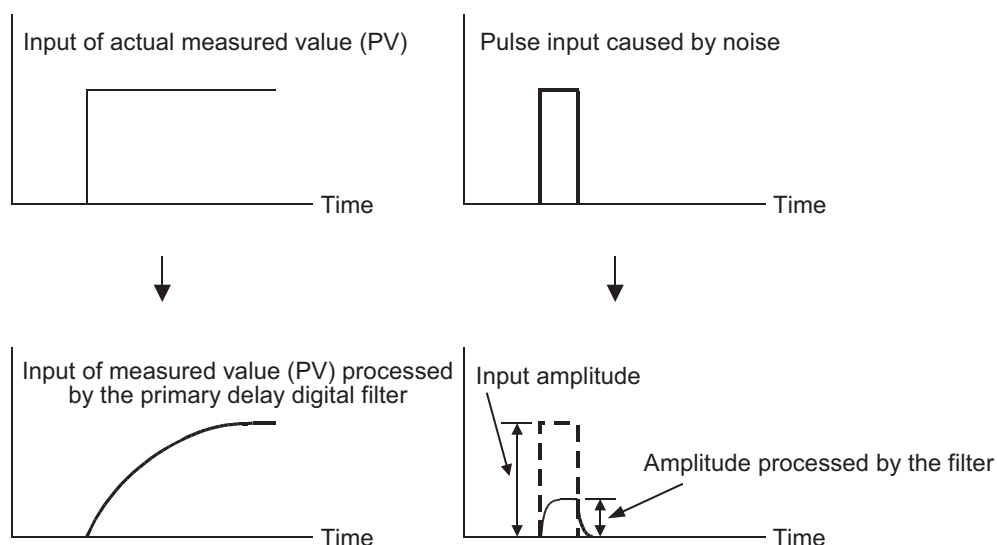 Input of actual measured value (PV)
Time
Pulse input caused by noise
Time
Input of measured value (PV) processed
by the primary delay digital filter
Time
Input amplitude
Amplitude processed by the filter
Time